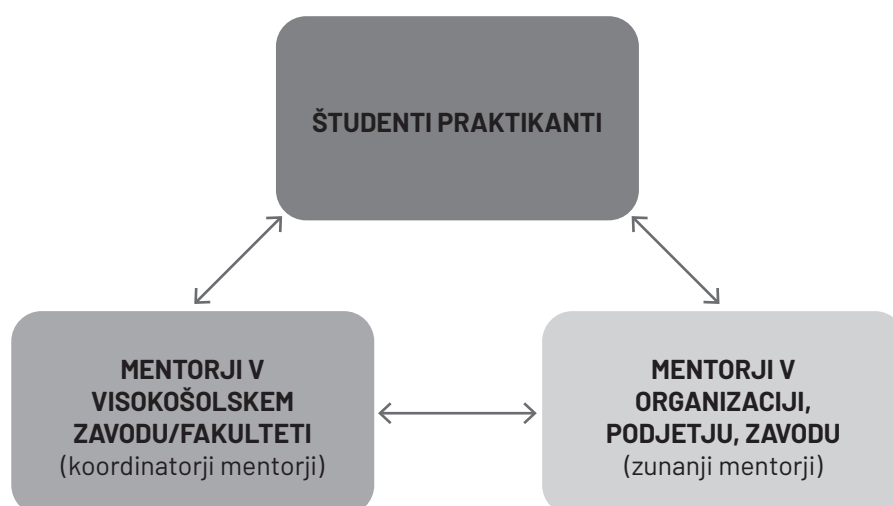 ŠTUDENTI PRAKTIKANTI
MENTORJI V
VISOKOŠOLSKEM
ZAVODU/FAKULTETI
(koordinatorji mentorji)
MENTORJI V
ORGANIZACIJI,
PODJETJU, ZAVODU
(zunanji mentorji)